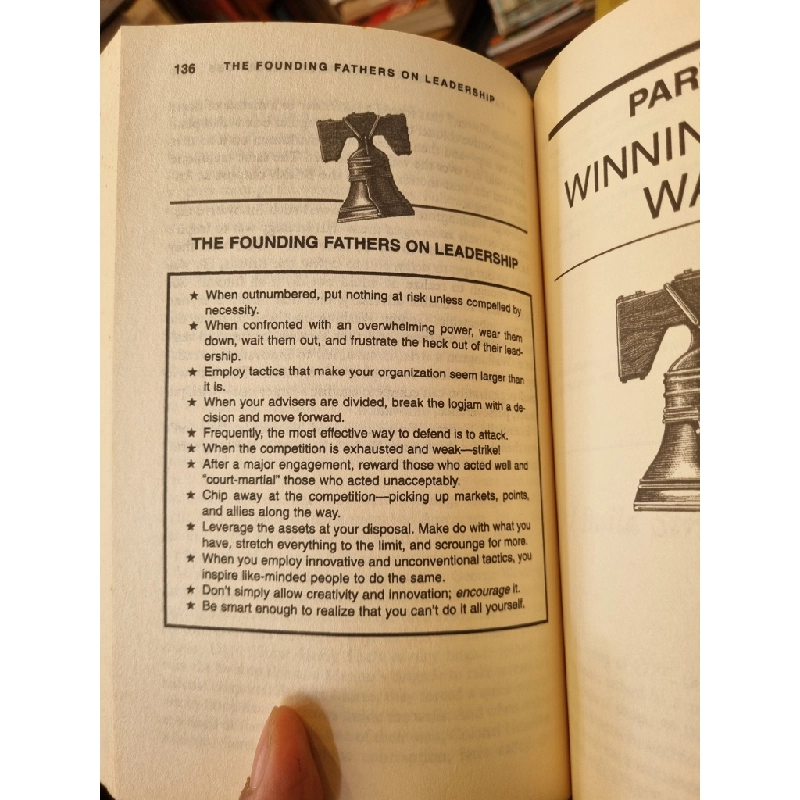 136 THE FOUNDING FATHERS ON LEADERSHIP
THE FOUNDING FATHERS ON LEADERSHIP
★ When outnumbered, put nothing at risk unless compelled by
necessity.
★ When confronted with an overwhelming power, wear them
down, wait them out, and frustrate the heck out of their lead-
ership.
★ Employ tactics that make your organization seem larger than
it is.
★ When your advisers are divided, break the logjam with a de-
cision and move forward.
★ Frequently, the most effective way to defend is to attack.
★ When the competition is exhausted and weak—strike!
★ After a major engagement, reward those who acted well and
"court-martial" those who acted unacceptably.
★ Chip away at the competition—picking up markets, points,
and allies along the way.
★ Leverage the assets at your disposal. Make do with what you
have, stretch everything to the limit, and scrounge for more.
★ When you employ innovative and unconventional tactics, you
inspire like-minded people to do the same.
★ Don't simply allow creativity and innovation; encourage it.
★ Be smart enough to realize that you can't do it all yourself.
PAR
WINNIN
WA